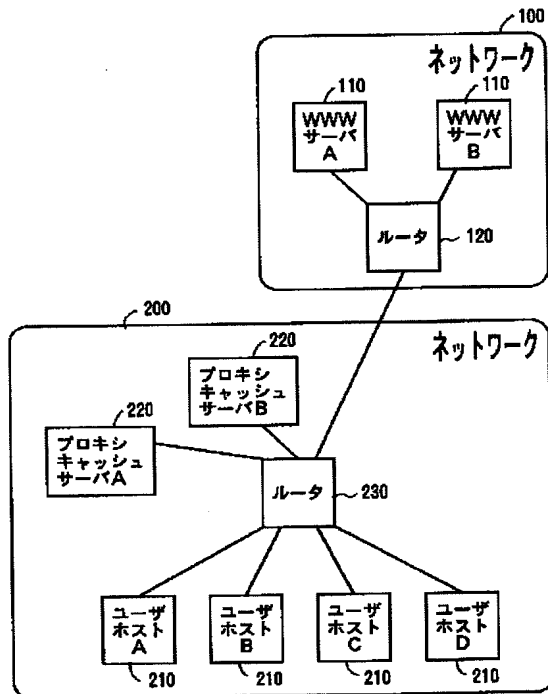 100
ネットワーク
110
110
WWW
サーバ
A
WWW
サーバ
B
ルータ
120
200
ネットワーク
220
プロキシ
キャッシュ
サーバB
220
プロキシ
キャッシュ
サーバA
ルータ
230
ユーザ
ホスト
A
ユーザ
ホスト
B
ユーザ
ホスト
C
ユーザ
ホスト
D
210
210
210
210